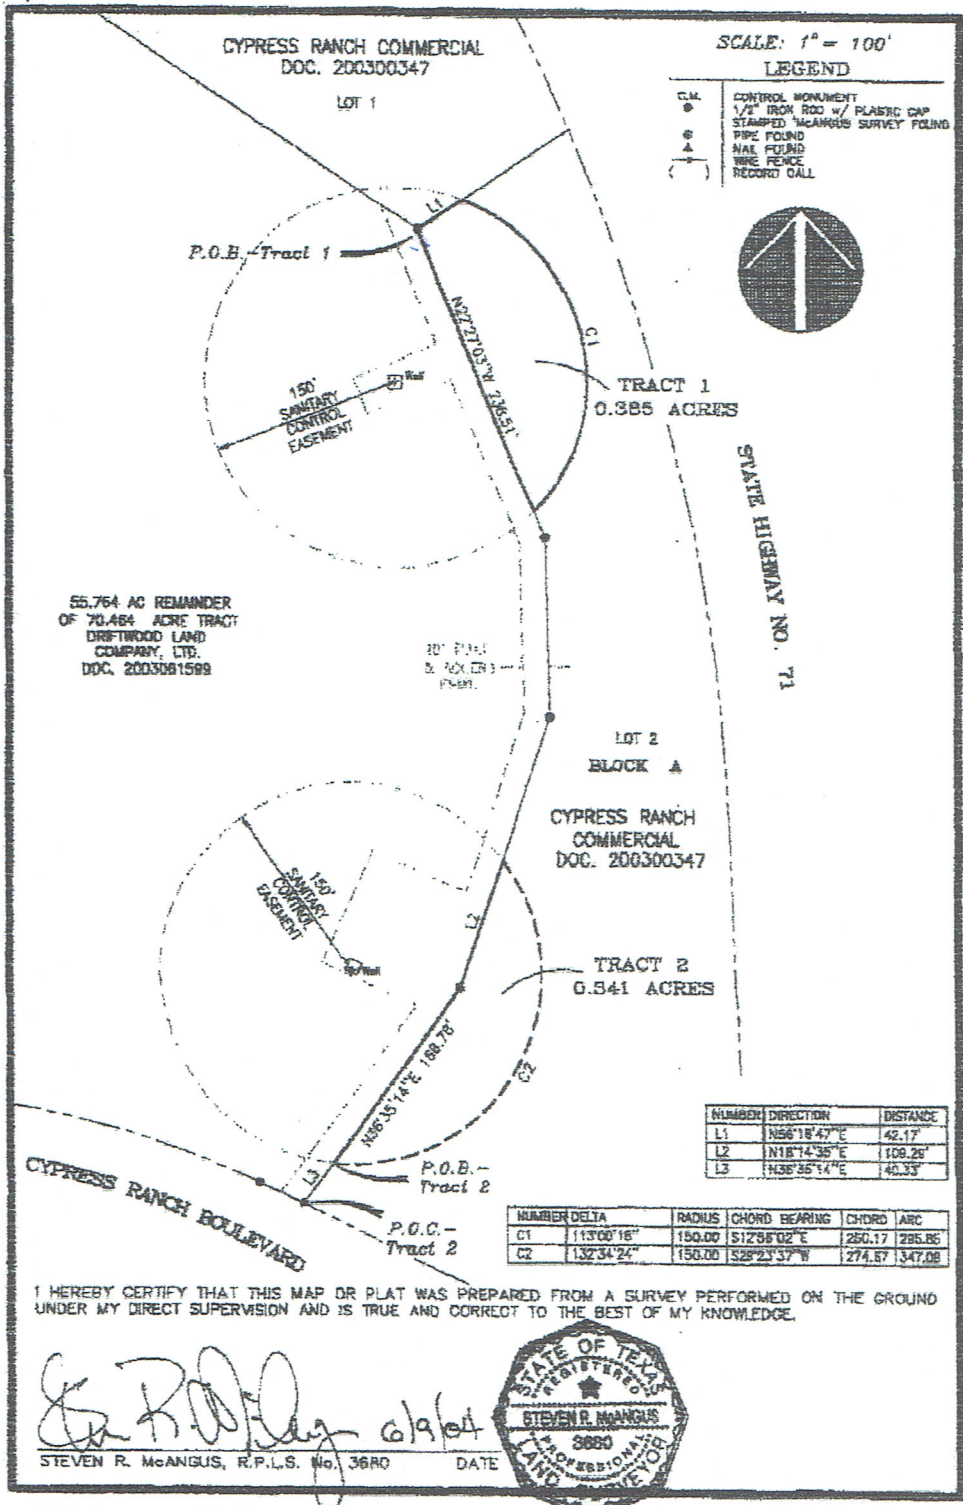 CYPRESS RANCH COMMERCIAL
DOC. 200300347
LOT 1
SCALE: 1" = 100'
LEGEND
C.M. CONTROL MONUMENT
1/2" IRON ROD w/ PLASTIC CAP
STAMPED "McANGUS SURVEY" FOUND
PIPE FOUND
NAIL FOUND
WIRE FENCE
( ) RECORD CALL
L1
P.O.B.-Tract 1
N22°27'03"W 236.51'
C1
Well
150'
SANITARY
CONTROL
EASEMENT
TRACT 1
0.385 ACRES
STATE HIGHWAY NO. 71
55.764 AC REMAINDER
OF 70.464 ACRE TRACT
DRIFTWOOD LAND
COMPANY, LTD.
DOC. 2003081599
LOT 2
BLOCK A
CYPRESS RANCH
COMMERCIAL
DOC. 200300347
150'
SANITARY
CONTROL
EASEMENT
Well
L2
TRACT 2
0.341 ACRES
N36°35'14"E 168.78'
C2
L3
P.O.B.-
Tract 2
P.O.C.-
Tract 2
CYPRESS RANCH BOULEVARD
NUMBER DIRECTION DISTANCE
L1 N56°18'47"E 42.17'
L2 N18°14'35"E 109.29'
L3 N36°35'14"E 40.33'
NUMBER DELTA RADIUS CHORD BEARING CHORD ARC
C1 113°00'16" 150.00 S12°56'02"E 250.17 295.85
C2 132°34'24" 150.00 S28°23'37"W 274.67 347.08
I HEREBY CERTIFY THAT THIS MAP OR PLAT WAS PREPARED FROM A SURVEY PERFORMED ON THE GROUND
UNDER MY DIRECT SUPERVISION AND IS TRUE AND CORRECT TO THE BEST OF MY KNOWLEDGE.
6/9/04
STEVEN R. McANGUS, R.P.L.S. No. 3680 DATE
STATE OF TEXAS
REGISTERED
STEVEN R. McANGUS
3680
PROFESSIONAL
LAND SURVEYOR